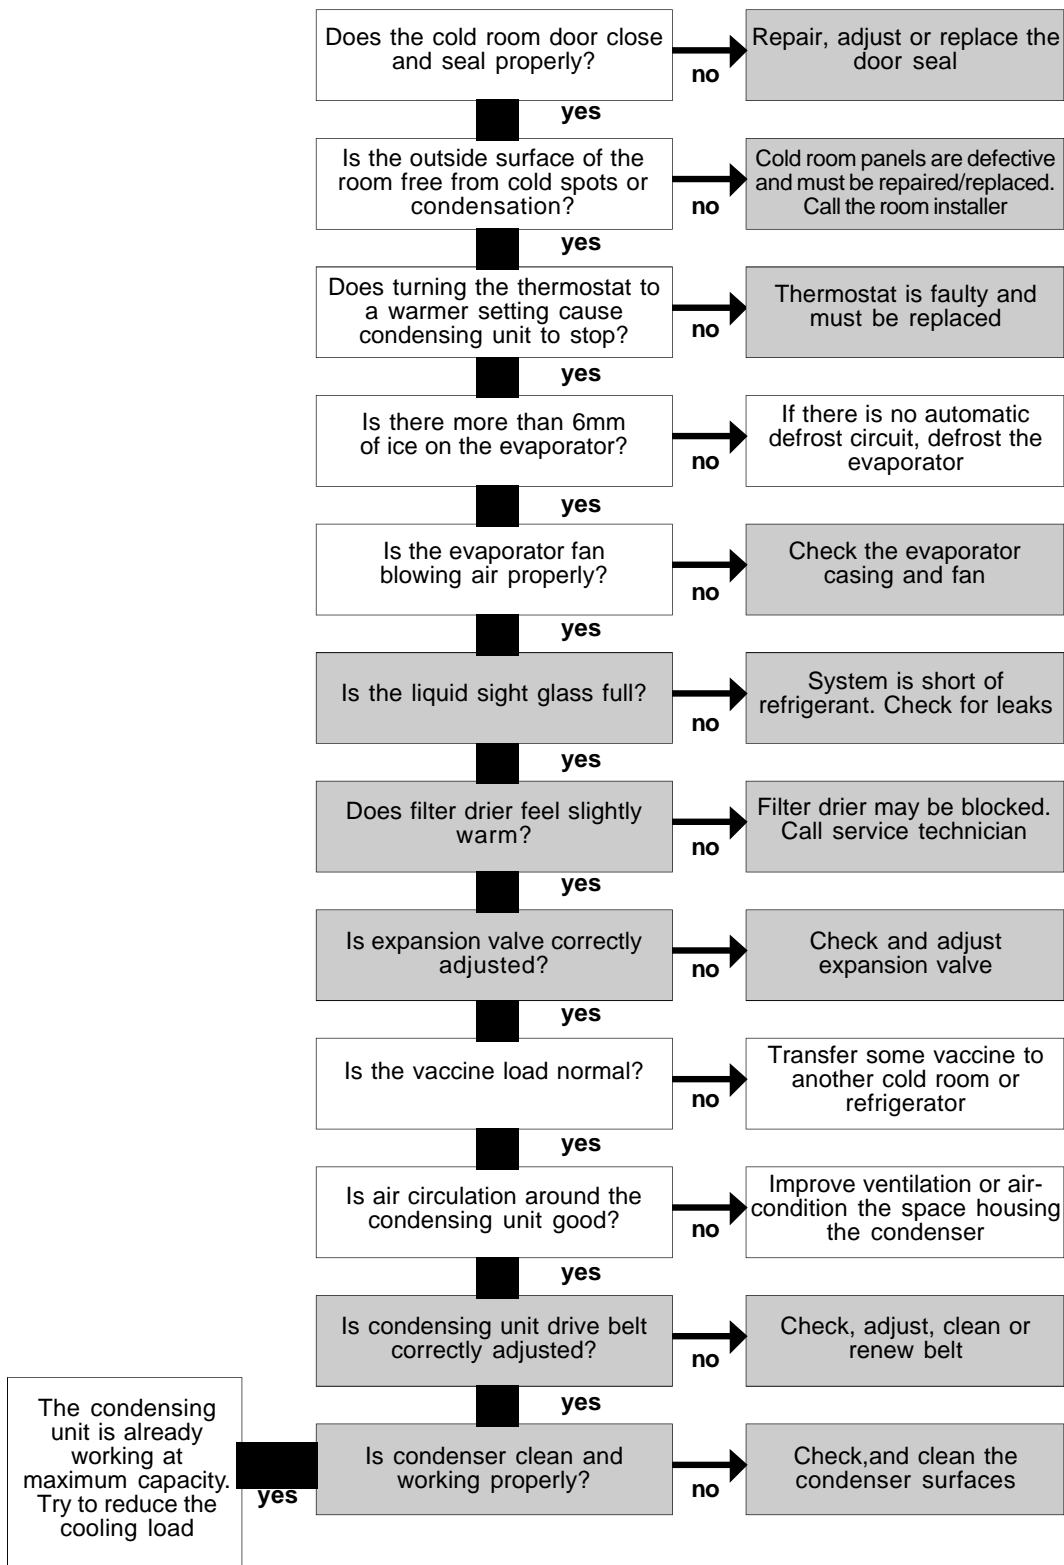 Does the cold room door close
and seal properly?
no
Repair, adjust or replace the
door seal
yes
Is the outside surface of the
room free from cold spots or
condensation?
no
Cold room panels are defective
and must be repaired/replaced.
Call the room installer
yes
Does turning the thermostat to
a warmer setting cause
condensing unit to stop?
no
Thermostat is faulty and
must be replaced
yes
Is there more than 6mm
of ice on the evaporator?
no
If there is no automatic
defrost circuit, defrost the
evaporator
yes
Is the evaporator fan
blowing air properly?
no
Check the evaporator
casing and fan
yes
Is the liquid sight glass full?
no
System is short of
refrigerant. Check for leaks
yes
Does filter drier feel slightly
warm?
no
Filter drier may be blocked.
Call service technician
yes
Is expansion valve correctly
adjusted?
no
Check and adjust
expansion valve
yes
Is the vaccine load normal?
no
Transfer some vaccine to
another cold room or
refrigerator
yes
Is air circulation around the
condensing unit good?
no
Improve ventilation or air-
condition the space housing
the condenser
yes
Is condensing unit drive belt
correctly adjusted?
no
Check, adjust, clean or
renew belt
yes
Is condenser clean and
working properly?
no
Check,and clean the
condenser surfaces
yes
The condensing
unit is already
working at
maximum capacity.
Try to reduce the
cooling load